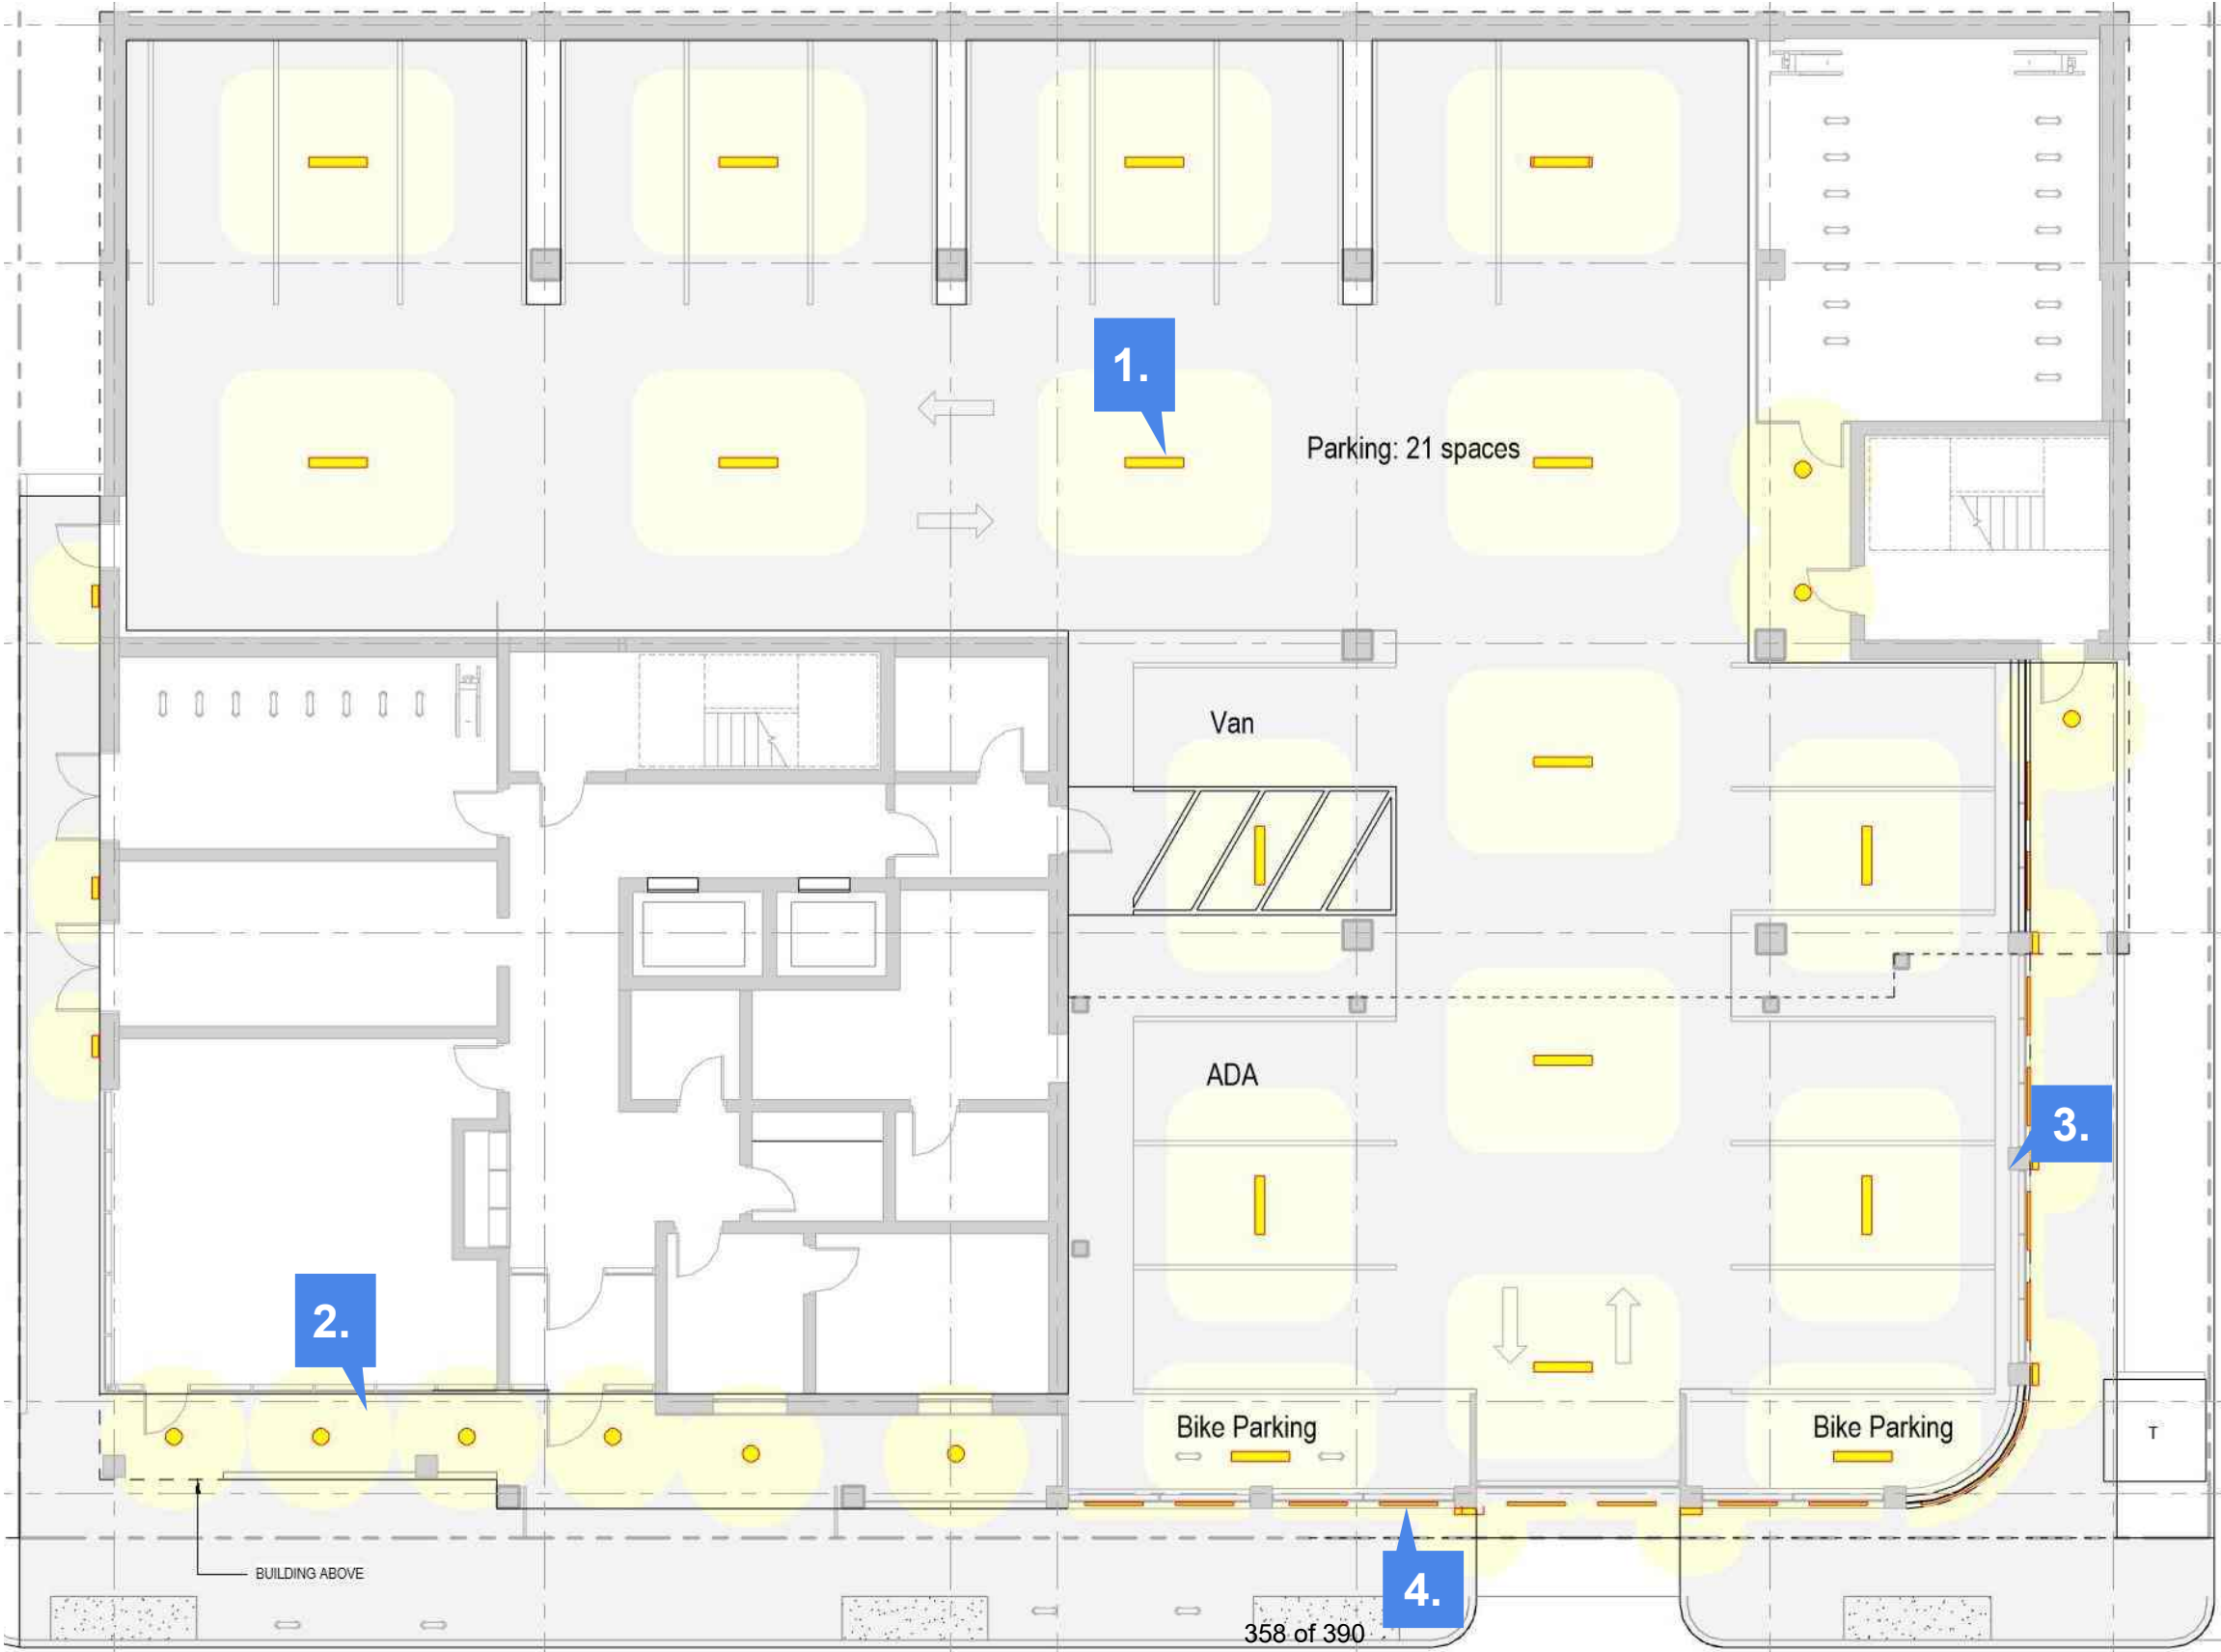 1.
Parking: 21 spaces
Van
ADA
3.
2.
Bike Parking
Bike Parking
T
BUILDING ABOVE
4.
358 of 390